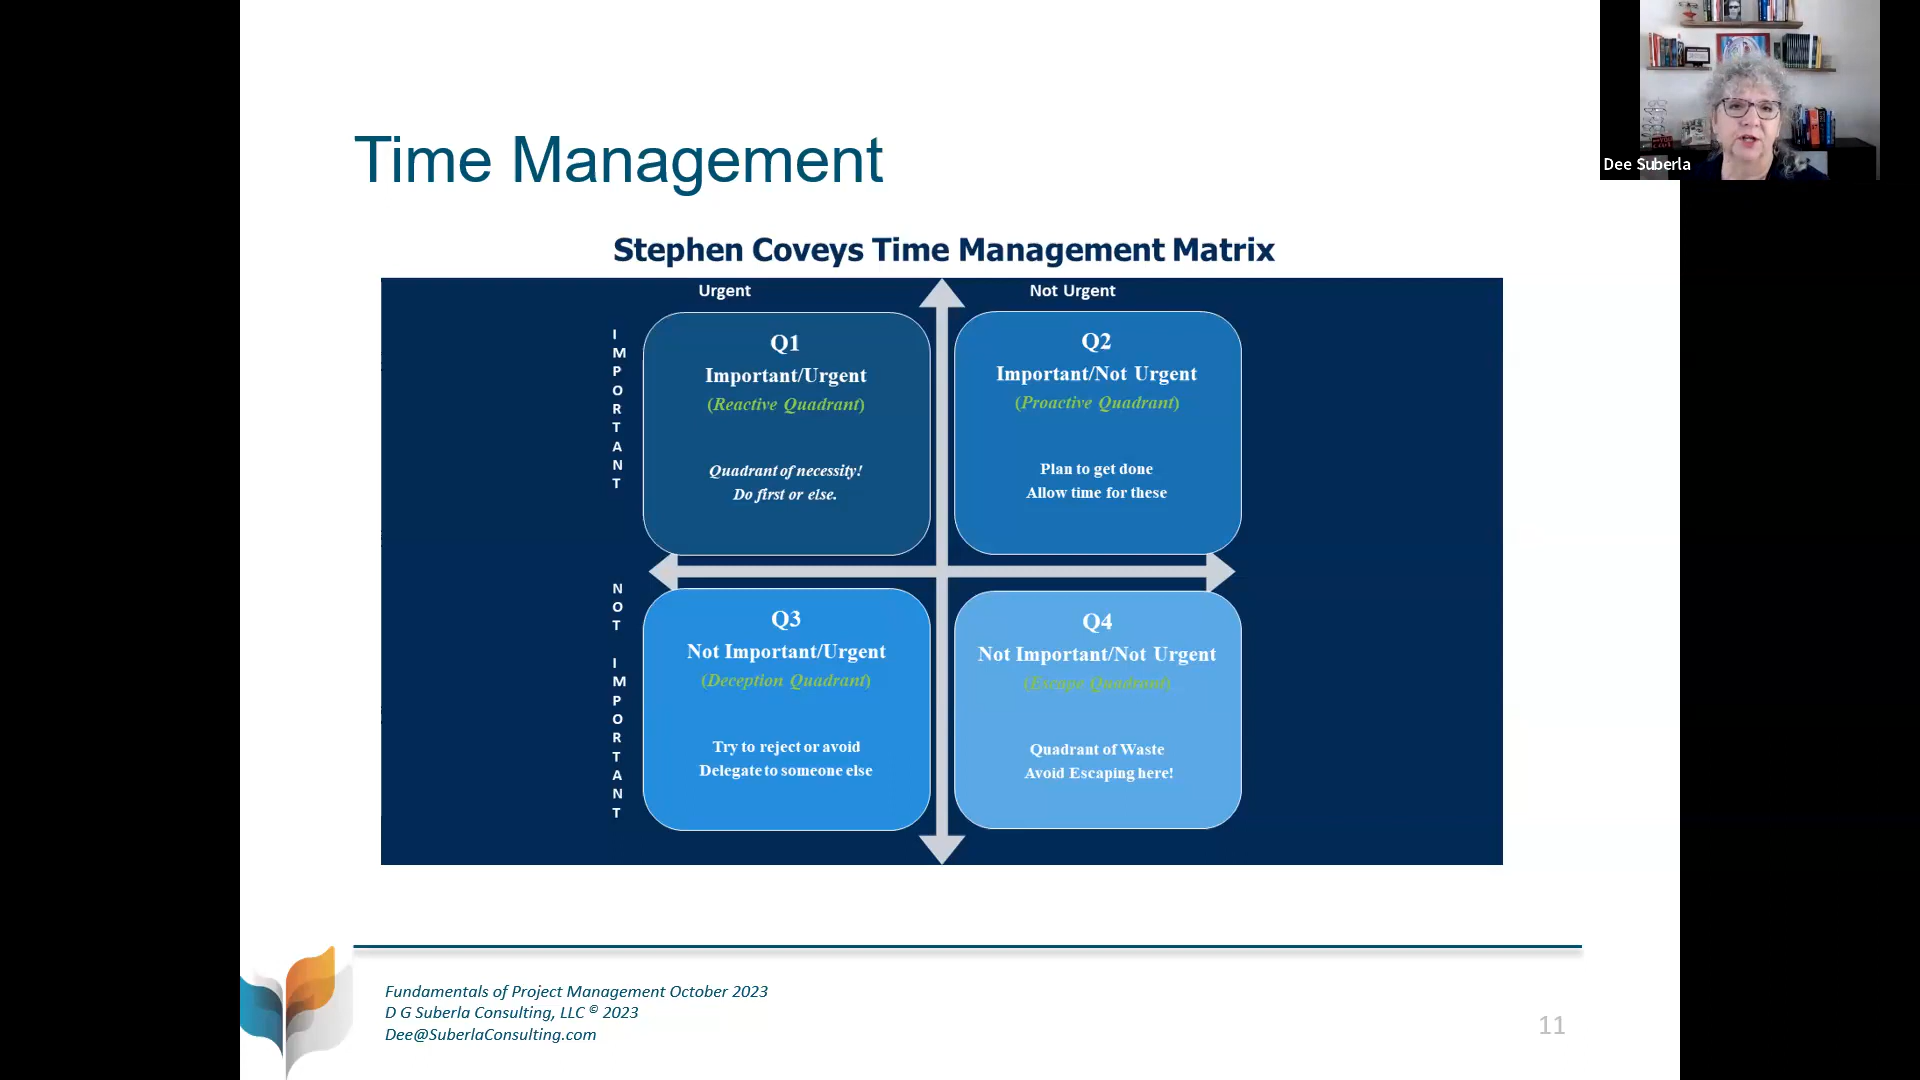 Dee Suberla
Time Management
Stephen Coveys Time Management Matrix
Urgent
Not Urgent
IMPORTANT
Q1
Important/Urgent
(Reactive Quadrant)
Quadrant of necessity!
Do first or else.
Q2
Important/Not Urgent
(Proactive Quadrant)
Plan to get done
Allow time for these
NOT IMPORTANT
Q3
Not Important/Urgent
(Deception Quadrant)
Try to reject or avoid
Delegate to someone else
Q4
Not Important/Not Urgent
(Escape Quadrant)
Quadrant of Waste
Avoid Escaping here!
Fundamentals of Project Management October 2023
D G Suberla Consulting, LLC © 2023
Dee@SuberlaConsulting.com
11